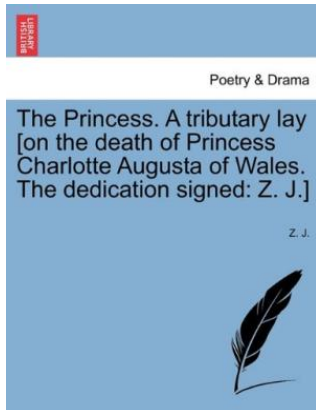 BRITISH
LIBRARY
Poetry & Drama
The Princess. A tributary lay
[on the death of Princess
Charlotte Augusta of Wales.
The dedication signed: Z. J.]
Z. J.